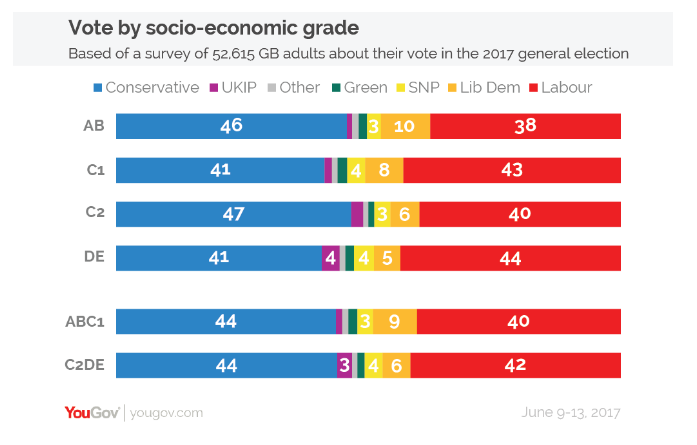 Vote by socio-economic grade
Based of a survey of 52,615 GB adults about their vote in the 2017 general election
Conservative UKIP Other Green SNP Lib Dem Labour
AB 46 3 10 38
C1 41 4 8 43
C2 47 3 6 40
DE 41 4 4 5 44
ABC1 44 3 9 40
C2DE 44 3 4 6 42
YouGov yougov.com June 9-13, 2017